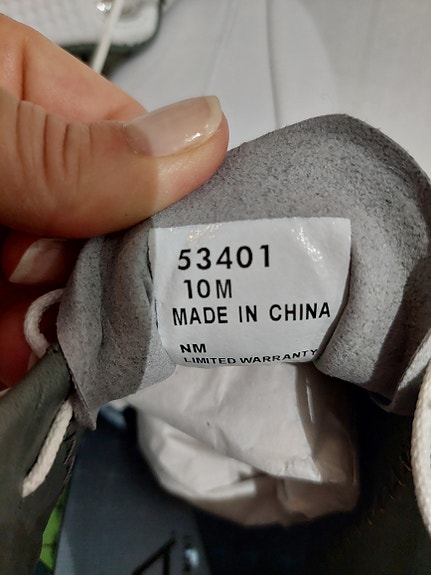 53401
10M
MADE IN CHINA
NM
LIMITED WARRANTY